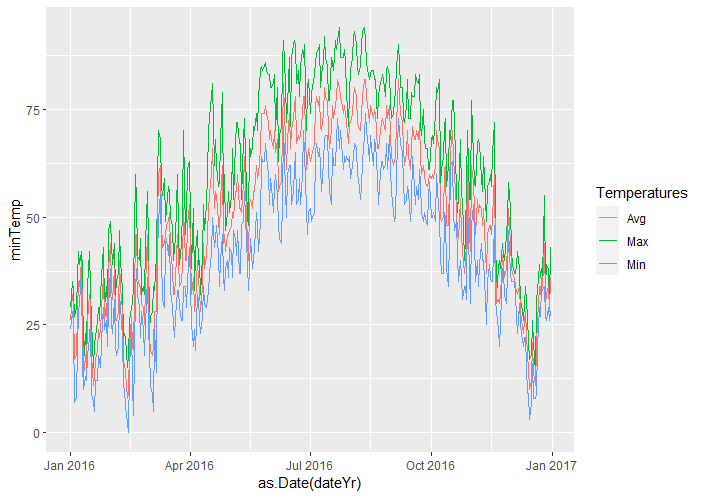 minTemp
75
50
25
0
Jan 2016
Apr 2016
Jul 2016
Oct 2016
Jan 2017
as.Date(dateYr)
Temperatures
Avg
Max
Min